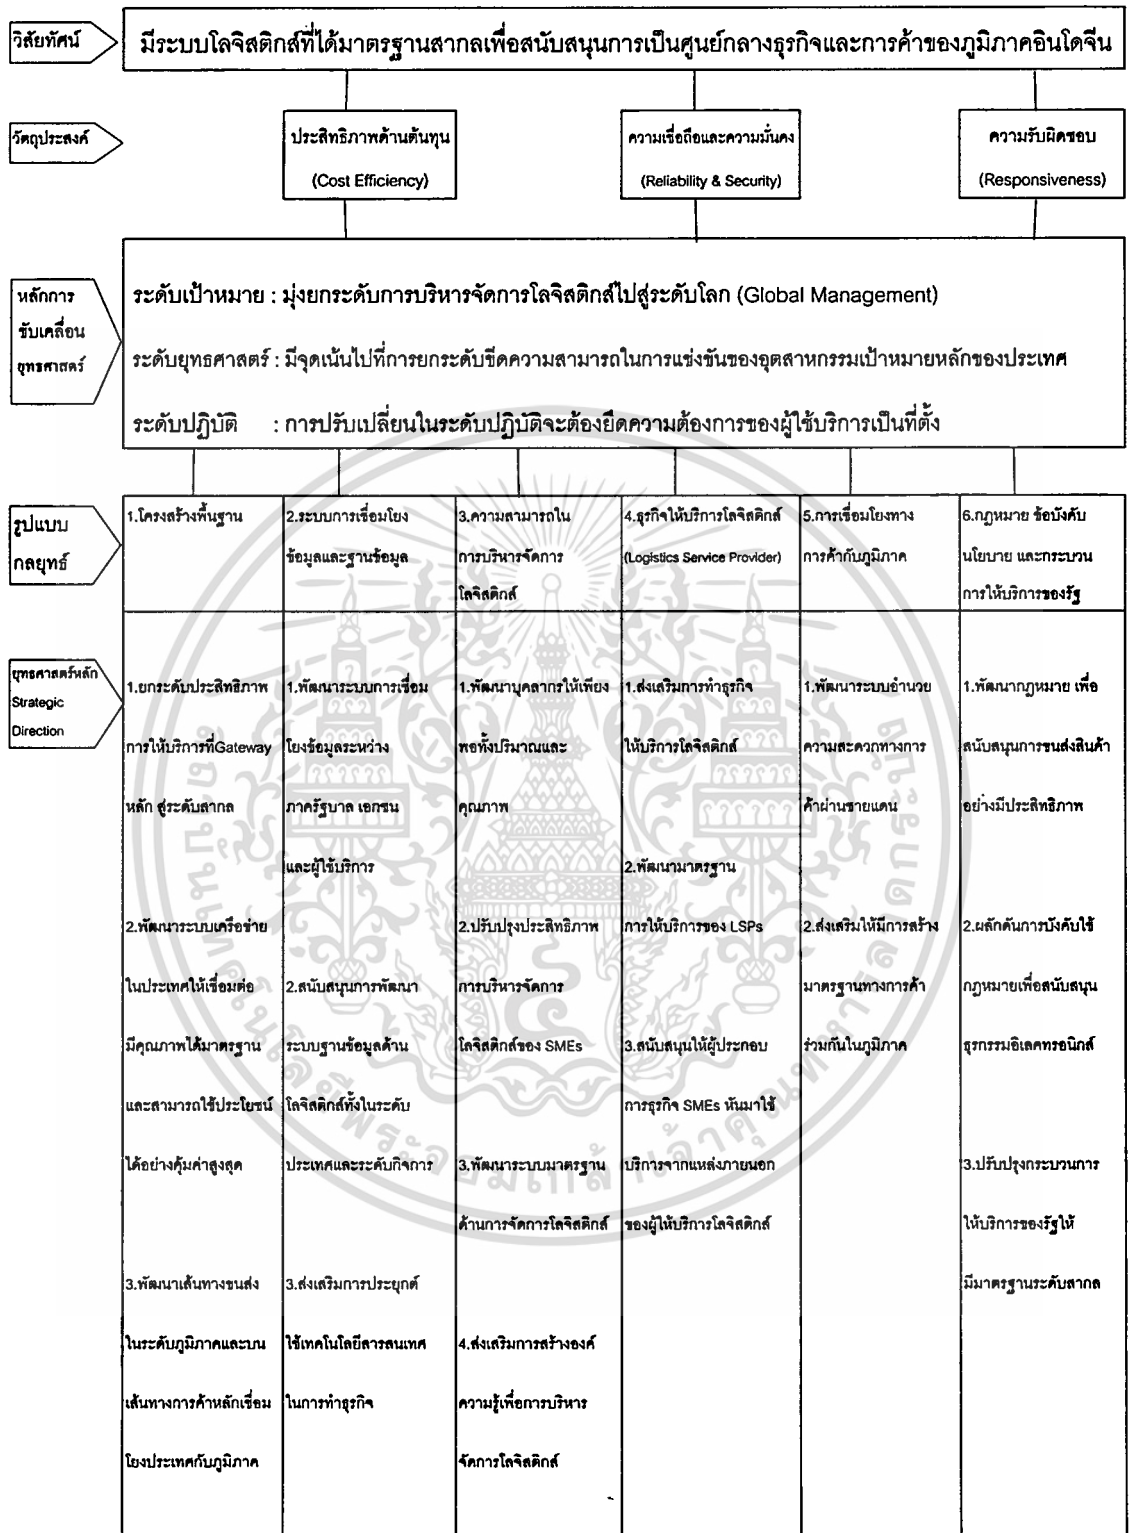 วิสัยทัศน์
มีระบบโลจิสติกส์ที่ได้มาตรฐานสากลเพื่อสนับสนุนการเป็นศูนย์กลางธุรกิจและการค้าของภูมิภาคอินโดจีน
วัตถุประสงค์
ประสิทธิภาพด้านต้นทุน
(Cost Efficiency)
ความเชื่อถือและความมั่นคง
(Reliability & Security)
ความรับผิดชอบ
(Responsiveness)
หลักการ
ขับเคลื่อน
ยุทธศาสตร์
ระดับเป้าหมาย : มุ่งยกระดับการบริหารจัดการโลจิสติกส์ไปสู่ระดับโลก (Global Management)
ระดับยุทธศาสตร์ : มีจุดเน้นไปที่การยกระดับขีดความสามารถในการแข่งขันของอุตสาหกรรมเป้าหมายหลักของประเทศ
ระดับปฏิบัติ : การปรับเปลี่ยนในระดับปฏิบัติจะต้องยึดความต้องการของผู้ใช้บริการเป็นที่ตั้ง
รูปแบบ
กลยุทธ์
1.โครงสร้างพื้นฐาน
2.ระบบการเชื่อมโยง
ข้อมูลและฐานข้อมูล
3.ความสามารถใน
การบริหารจัดการ
โลจิสติกส์
4.ธุรกิจให้บริการโลจิสติกส์
(Logistics Service Provider)
5.การเชื่อมโยงทาง
การค้ากับภูมิภาค
6.กฎหมาย ข้อบังคับ
นโยบาย และกระบวน
การให้บริการของรัฐ
ยุทธศาสตร์หลัก
Strategic
Direction
1.ยกระดับประสิทธิภาพ
การให้บริการที่Gateway
หลัก สู่ระดับสากล
2.พัฒนาระบบเครือข่าย
ในประเทศให้เชื่อมต่อ
มีคุณภาพได้มาตรฐาน
และสามารถใช้ประโยชน์
ได้อย่างคุ้มค่าสูงสุด
3.พัฒนาเส้นทางขนส่ง
ในระดับภูมิภาคและบน
เส้นทางการค้าหลักเชื่อม
โยงประเทศกับภูมิภาค
1.พัฒนาระบบการเชื่อม
โยงข้อมูลระหว่าง
ภาครัฐบาล เอกชน
และผู้ใช้บริการ
2.สนับสนุนการพัฒนา
ระบบฐานข้อมูลด้าน
โลจิสติกส์ทั้งในระดับ
ประเทศและระดับกิจการ
3.ส่งเสริมการประยุกต์
ใช้เทคโนโลยีสารสนเทศ
ในการทำธุรกิจ
1.พัฒนาบุคลากรให้เพียง
พอทั้งปริมาณและ
คุณภาพ
2.ปรับปรุงประสิทธิภาพ
การบริหารจัดการ
โลจิสติกส์ของ SMEs
3.พัฒนาระบบมาตรฐาน
ด้านการจัดการโลจิสติกส์
4.ส่งเสริมการสร้างองค์
ความรู้เพื่อการบริหาร
จัดการโลจิสติกส์
1.ส่งเสริมการทำธุรกิจ
ให้บริการโลจิสติกส์
2.พัฒนามาตรฐาน
การให้บริการของ LSPs
3.สนับสนุนให้ผู้ประกอบ
การธุรกิจ SMEs หันมาใช้
บริการจากแหล่งภายนอก
ของผู้ให้บริการโลจิสติกส์
1.พัฒนาระบบอำนวย
ความสะดวกทางการ
ค้าผ่านชายแดน
2.ส่งเสริมให้มีการสร้าง
มาตรฐานทางการค้า
ร่วมกันในภูมิภาค
1.พัฒนากฎหมาย เพื่อ
สนับสนุนการขนส่งสินค้า
อย่างมีประสิทธิภาพ
2.ผลักดันการบังคับใช้
กฎหมายเพื่อสนับสนุน
ธุรกรรมอิเลคทรอนิกส์
3.ปรับปรุงกระบวนการ
ให้บริการของรัฐให้
มีมาตรฐานระดับสากล